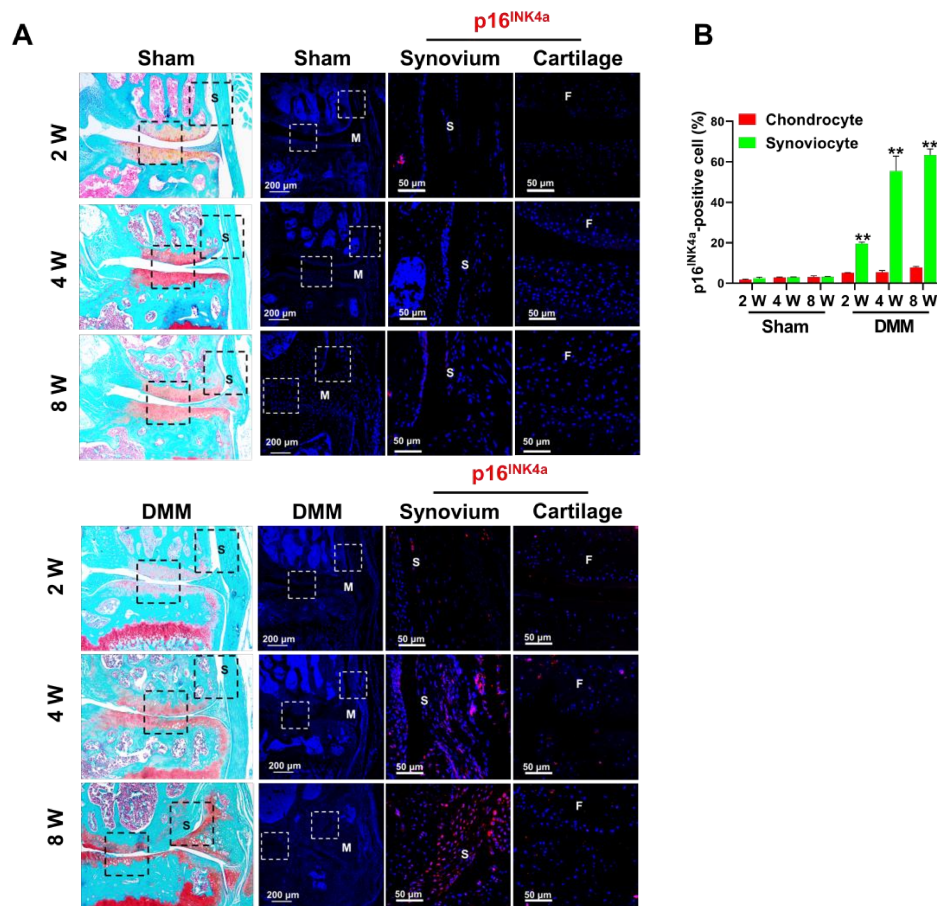 A
p16INK4a
Sham
Synovium
Cartilage
2 W
S
M
200 µm
S
50 µm
F
50 µm
4 W
S
M
200 µm
S
50 µm
F
50 µm
8 W
S
M
200 µm
S
50 µm
F
50 µm
p16INK4a
DMM
DMM
Synovium
Cartilage
2 W
S
M
200 µm
S
50 µm
F
50 µm
4 W
S
M
200 µm
S
50 µm
F
50 µm
8 W
S
M
200 µm
S
50 µm
F
50 µm
B
p16INK4a-positive cell (%)
Chondrocyte
Synoviocyte
80
60
40
20
0
** ** **
2 W 4 W 8 W 2 W 4 W 8 W
Sham DMM